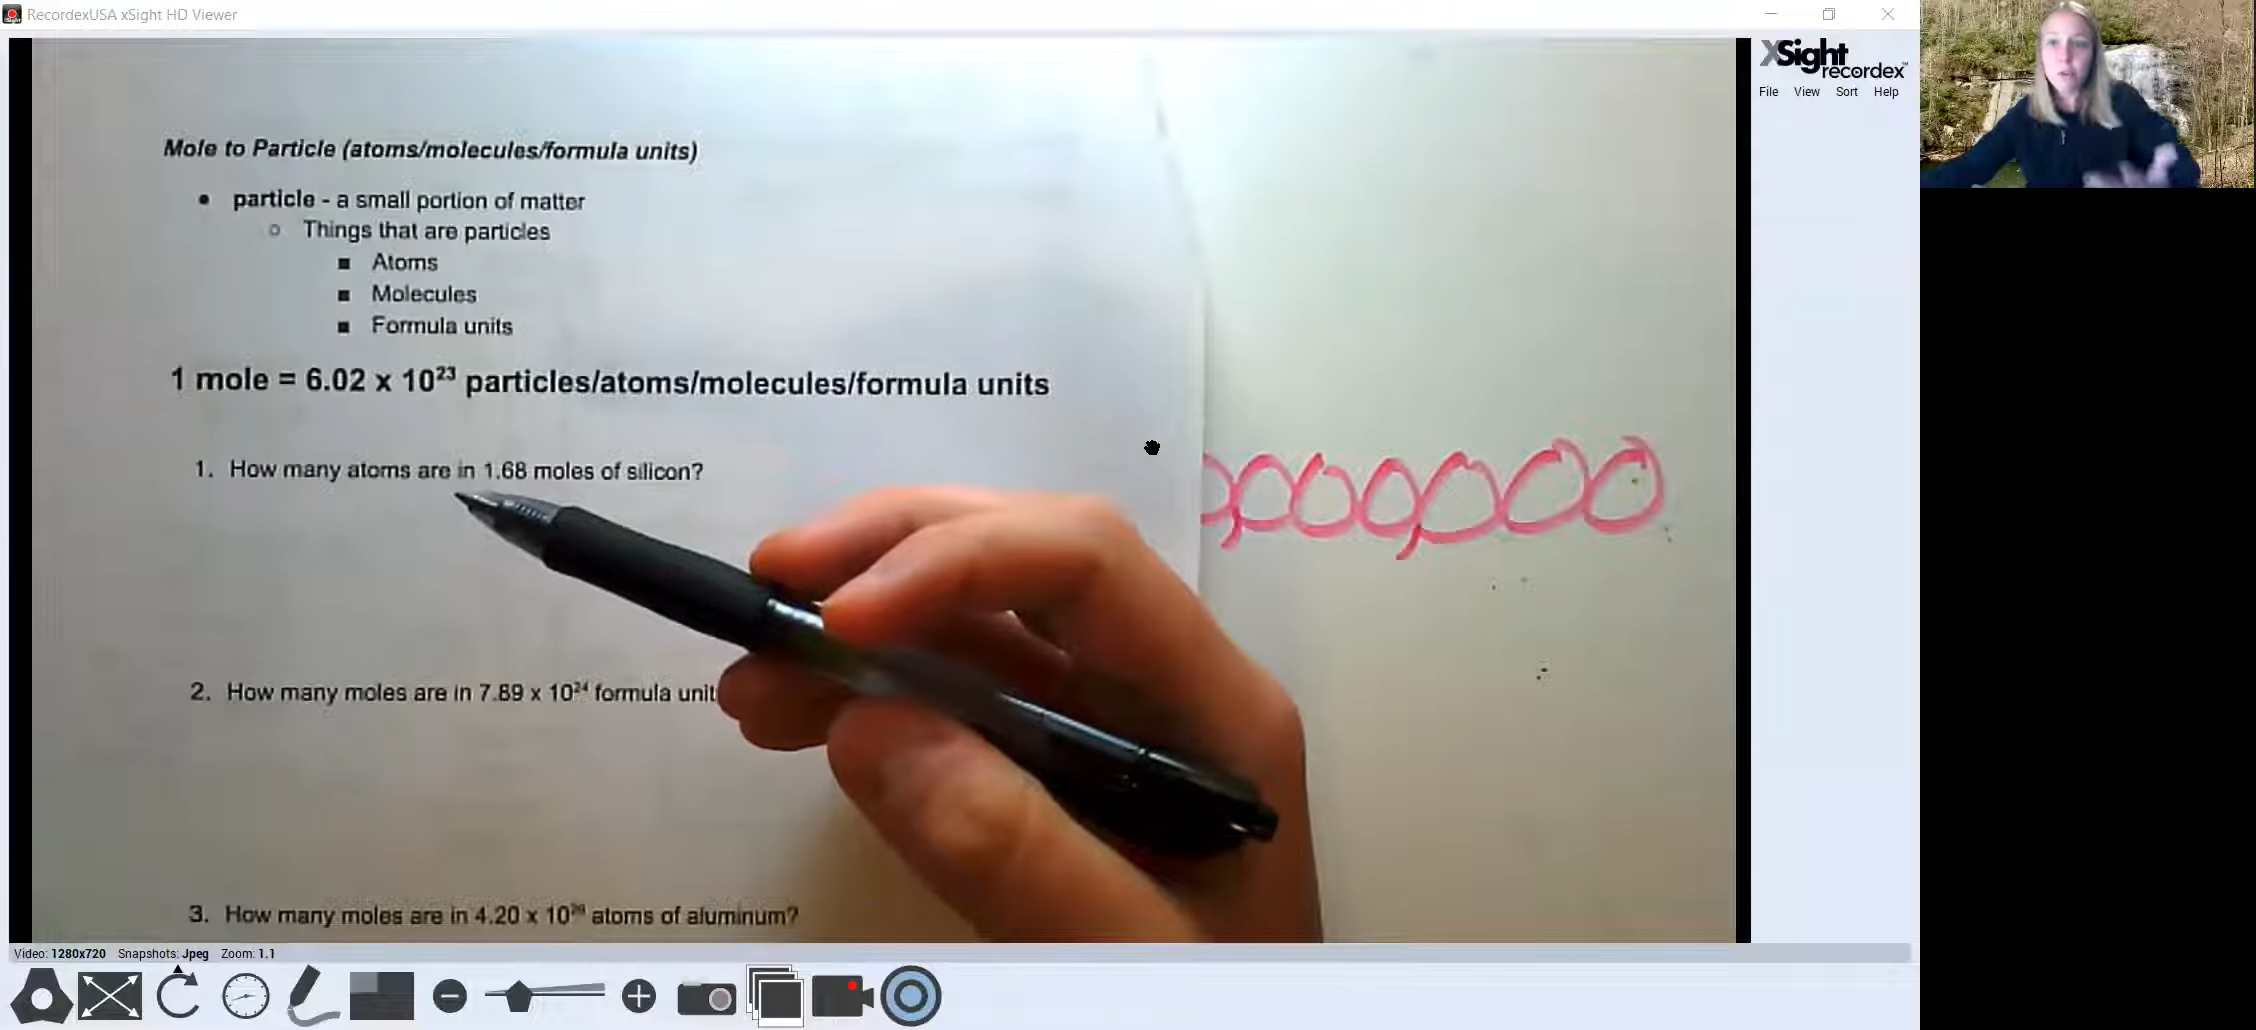 RecordexUSA xSight HD Viewer
XSight
recordex
File View Sort Help
Mole to Particle (atoms/molecules/formula units)
particle - a small portion of matter
Things that are particles
Atoms
Molecules
Formula units
1 mole = 6.02 x 10²³ particles/atoms/molecules/formula units
1. How many atoms are in 1.68 moles of silicon?
2. How many moles are in 7.89 x 10²⁴ formula unit
3. How many moles are in 4.20 x 10 atoms of aluminum?
Video: 1280x720 Snapshots: Jpeg Zoom: 1.1